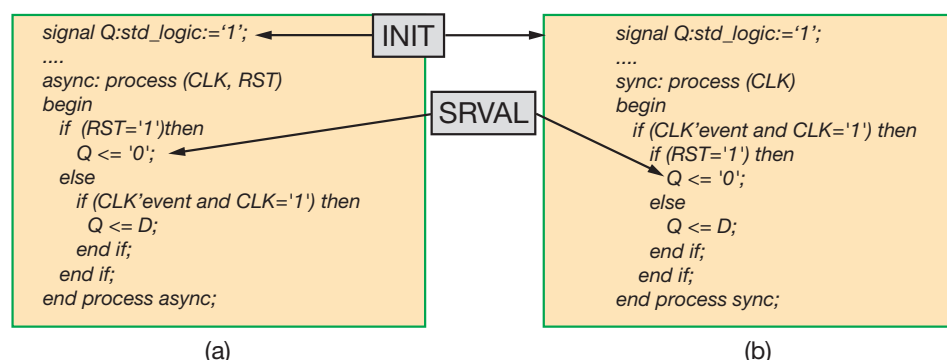 signal Q:std_logic:=‘1’;
....
async: process (CLK, RST)
begin
if (RST='1')then
Q <= '0';
else
if (CLK’event and CLK='1') then
Q <= D;
end if;
end if;
end process async;
(a)
INIT
SRVAL
signal Q:std_logic:=‘1’;
....
sync: process (CLK)
begin
if (CLK’event and CLK='1') then
if (RST='1') then
Q <= '0';
else
Q <= D;
end if;
end if;
end process sync;
(b)